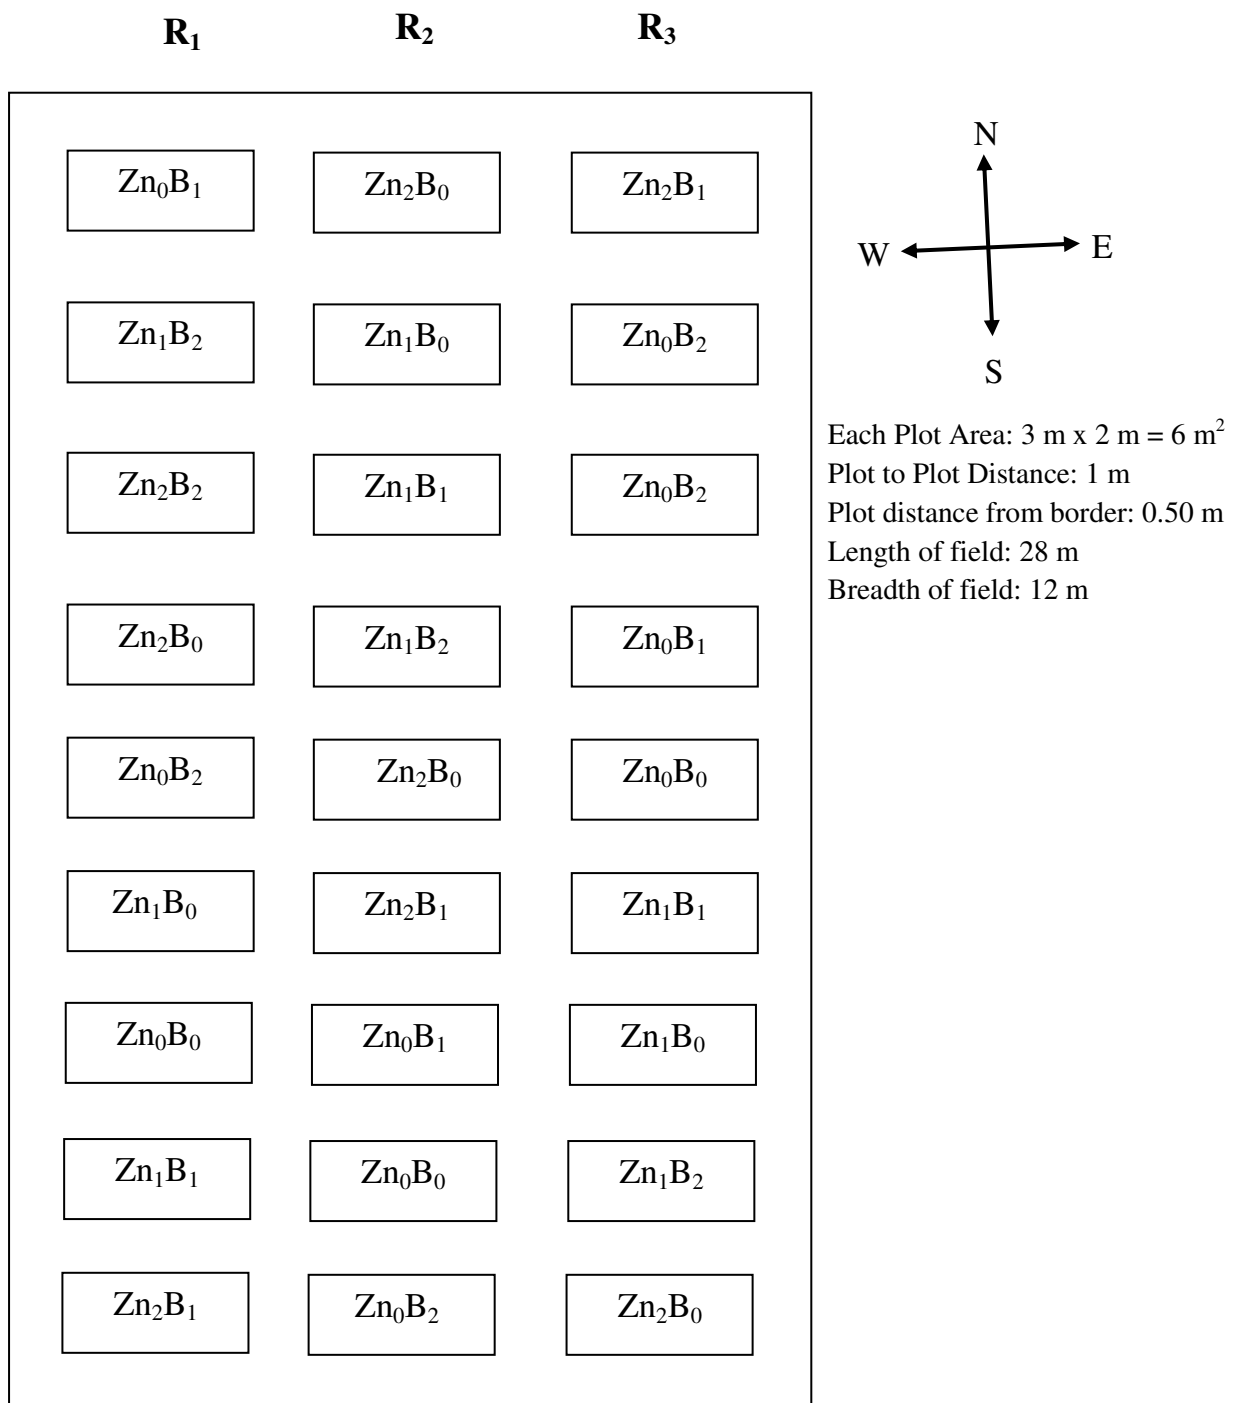 R₁ R₂ R₃
Zn₀B₁ Zn₂B₀ Zn₂B₁
N
W E
S
Zn₁B₂ Zn₁B₀ Zn₀B₂
Each Plot Area: 3 m x 2 m = 6 m²
Plot to Plot Distance: 1 m
Plot distance from border: 0.50 m
Length of field: 28 m
Breadth of field: 12 m
Zn₂B₂ Zn₁B₁ Zn₀B₂
Zn₂B₀ Zn₁B₂ Zn₀B₁
Zn₀B₂ Zn₂B₀ Zn₀B₀
Zn₁B₀ Zn₂B₁ Zn₁B₁
Zn₀B₀ Zn₀B₁ Zn₁B₀
Zn₁B₁ Zn₀B₀ Zn₁B₂
Zn₂B₁ Zn₀B₂ Zn₂B₀